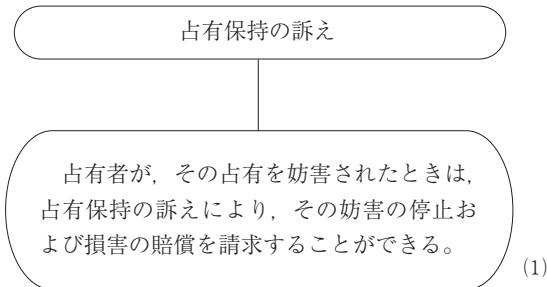 占有保持の訴え
占有者が，その占有を妨害されたときは，
占有保持の訴えにより，その妨害の停止お
よび損害の賠償を請求することができる。
(1)